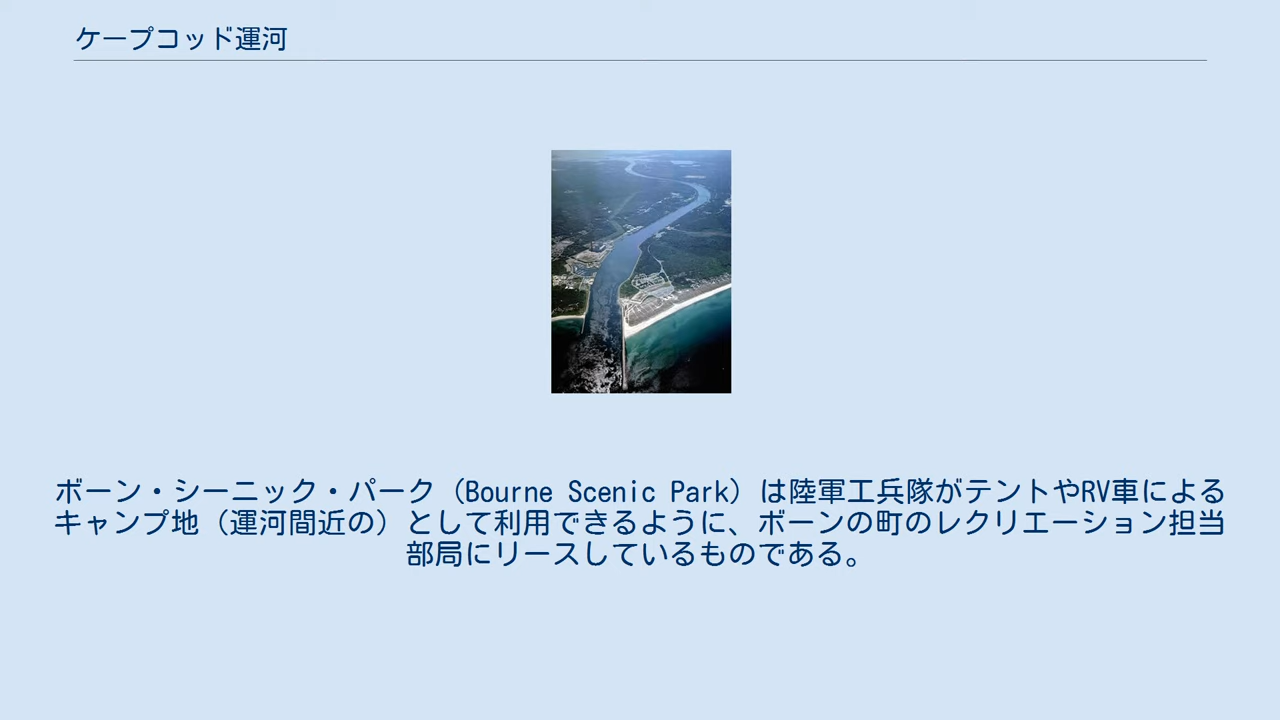 ケープコッド運河
ボーン・シーニック・パーク（Bourne Scenic Park）は陸軍工兵隊がテントやRV車による
キャンプ地（運河間近の）として利用できるように、ボーンの町のレクリエーション担当
部局にリースしているものである。